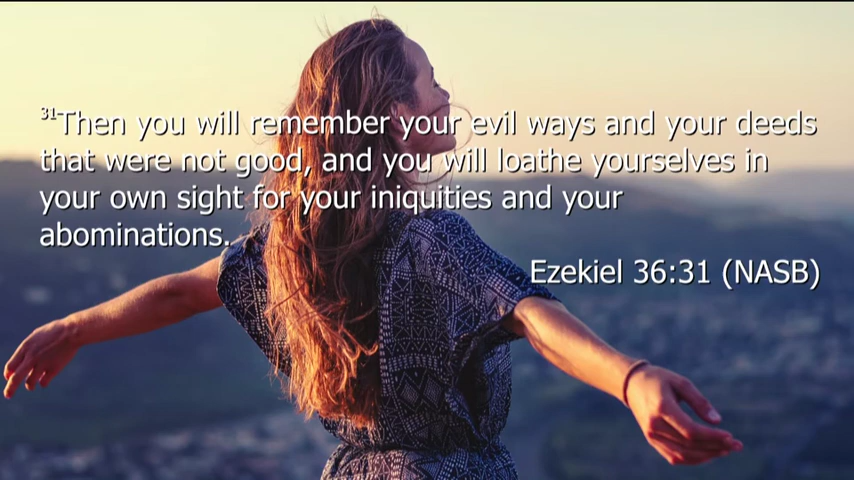 31Then you will remember your evil ways and your deeds
that were not good, and you will loathe yourselves in
your own sight for your iniquities and your
abominations.
Ezekiel 36:31 (NASB)